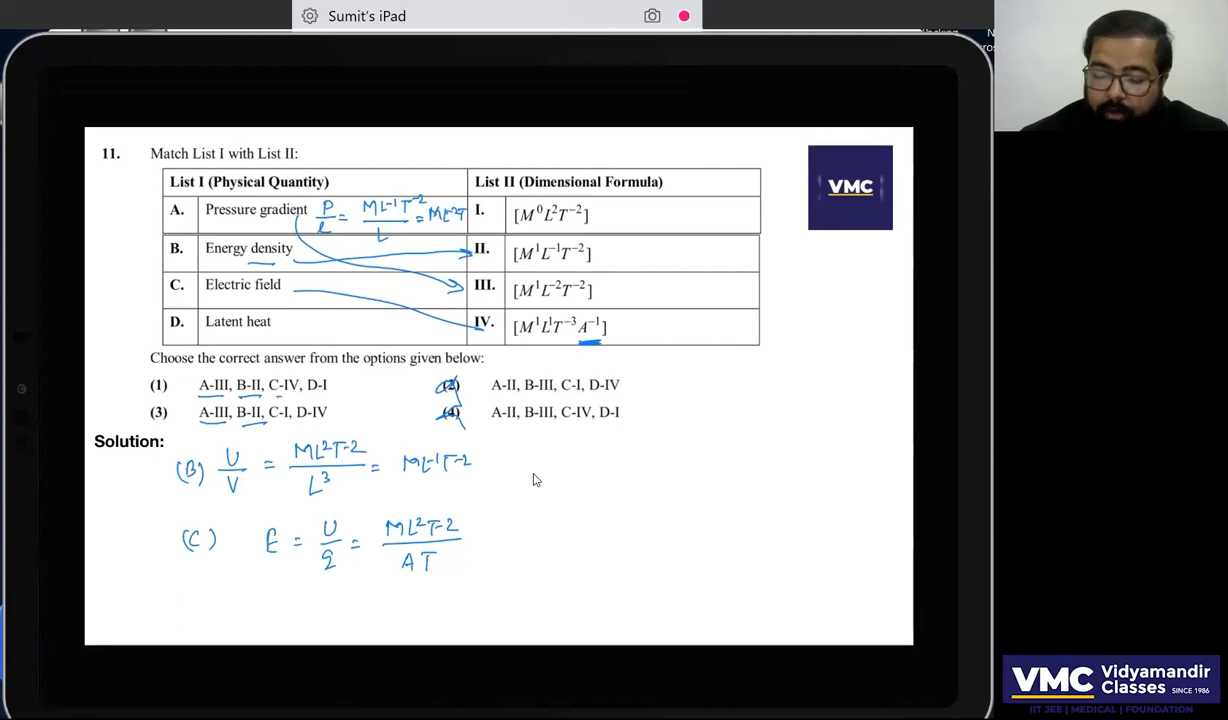 Sumit's iPad
11. Match List I with List II:
List I (Physical Quantity) List II (Dimensional Formula)
A. Pressure gradient P/l = ML⁻¹T⁻²/L = ML⁻²T I. [M⁰L²T⁻²]
B. Energy density II. [M¹L⁻¹T⁻²]
C. Electric field III. [M¹L⁻²T⁻²]
D. Latent heat IV. [M¹L¹T⁻³A⁻¹]
Choose the correct answer from the options given below:
(1) A-III, B-II, C-IV, D-I (2) A-II, B-III, C-I, D-IV
(3) A-III, B-II, C-I, D-IV (4) A-II, B-III, C-IV, D-I
Solution:
(B) U/V = ML²T-2/L³ = ML⁻¹T-2
(C) E = U/q = ML²T-2/AT
VMC
VMC Vidyamandir Classes SINCE 1986
IIT JEE | MEDICAL | FOUNDATION